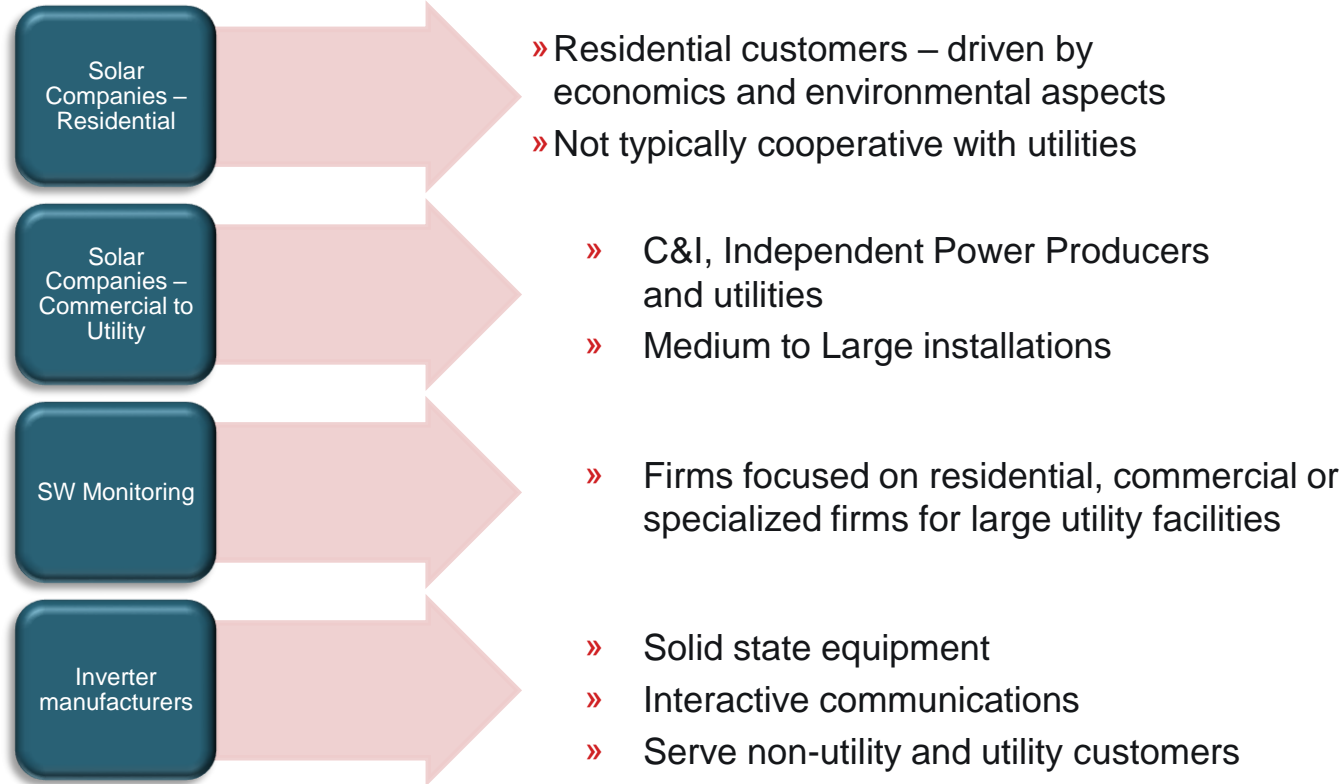 Solar
Companies –
Residential
» Residential customers – driven by
economics and environmental aspects
» Not typically cooperative with utilities
Solar
Companies –
Commercial to
Utility
» C&I, Independent Power Producers
and utilities
» Medium to Large installations
SW Monitoring
» Firms focused on residential, commercial or
specialized firms for large utility facilities
Inverter
manufacturers
» Solid state equipment
» Interactive communications
» Serve non-utility and utility customers